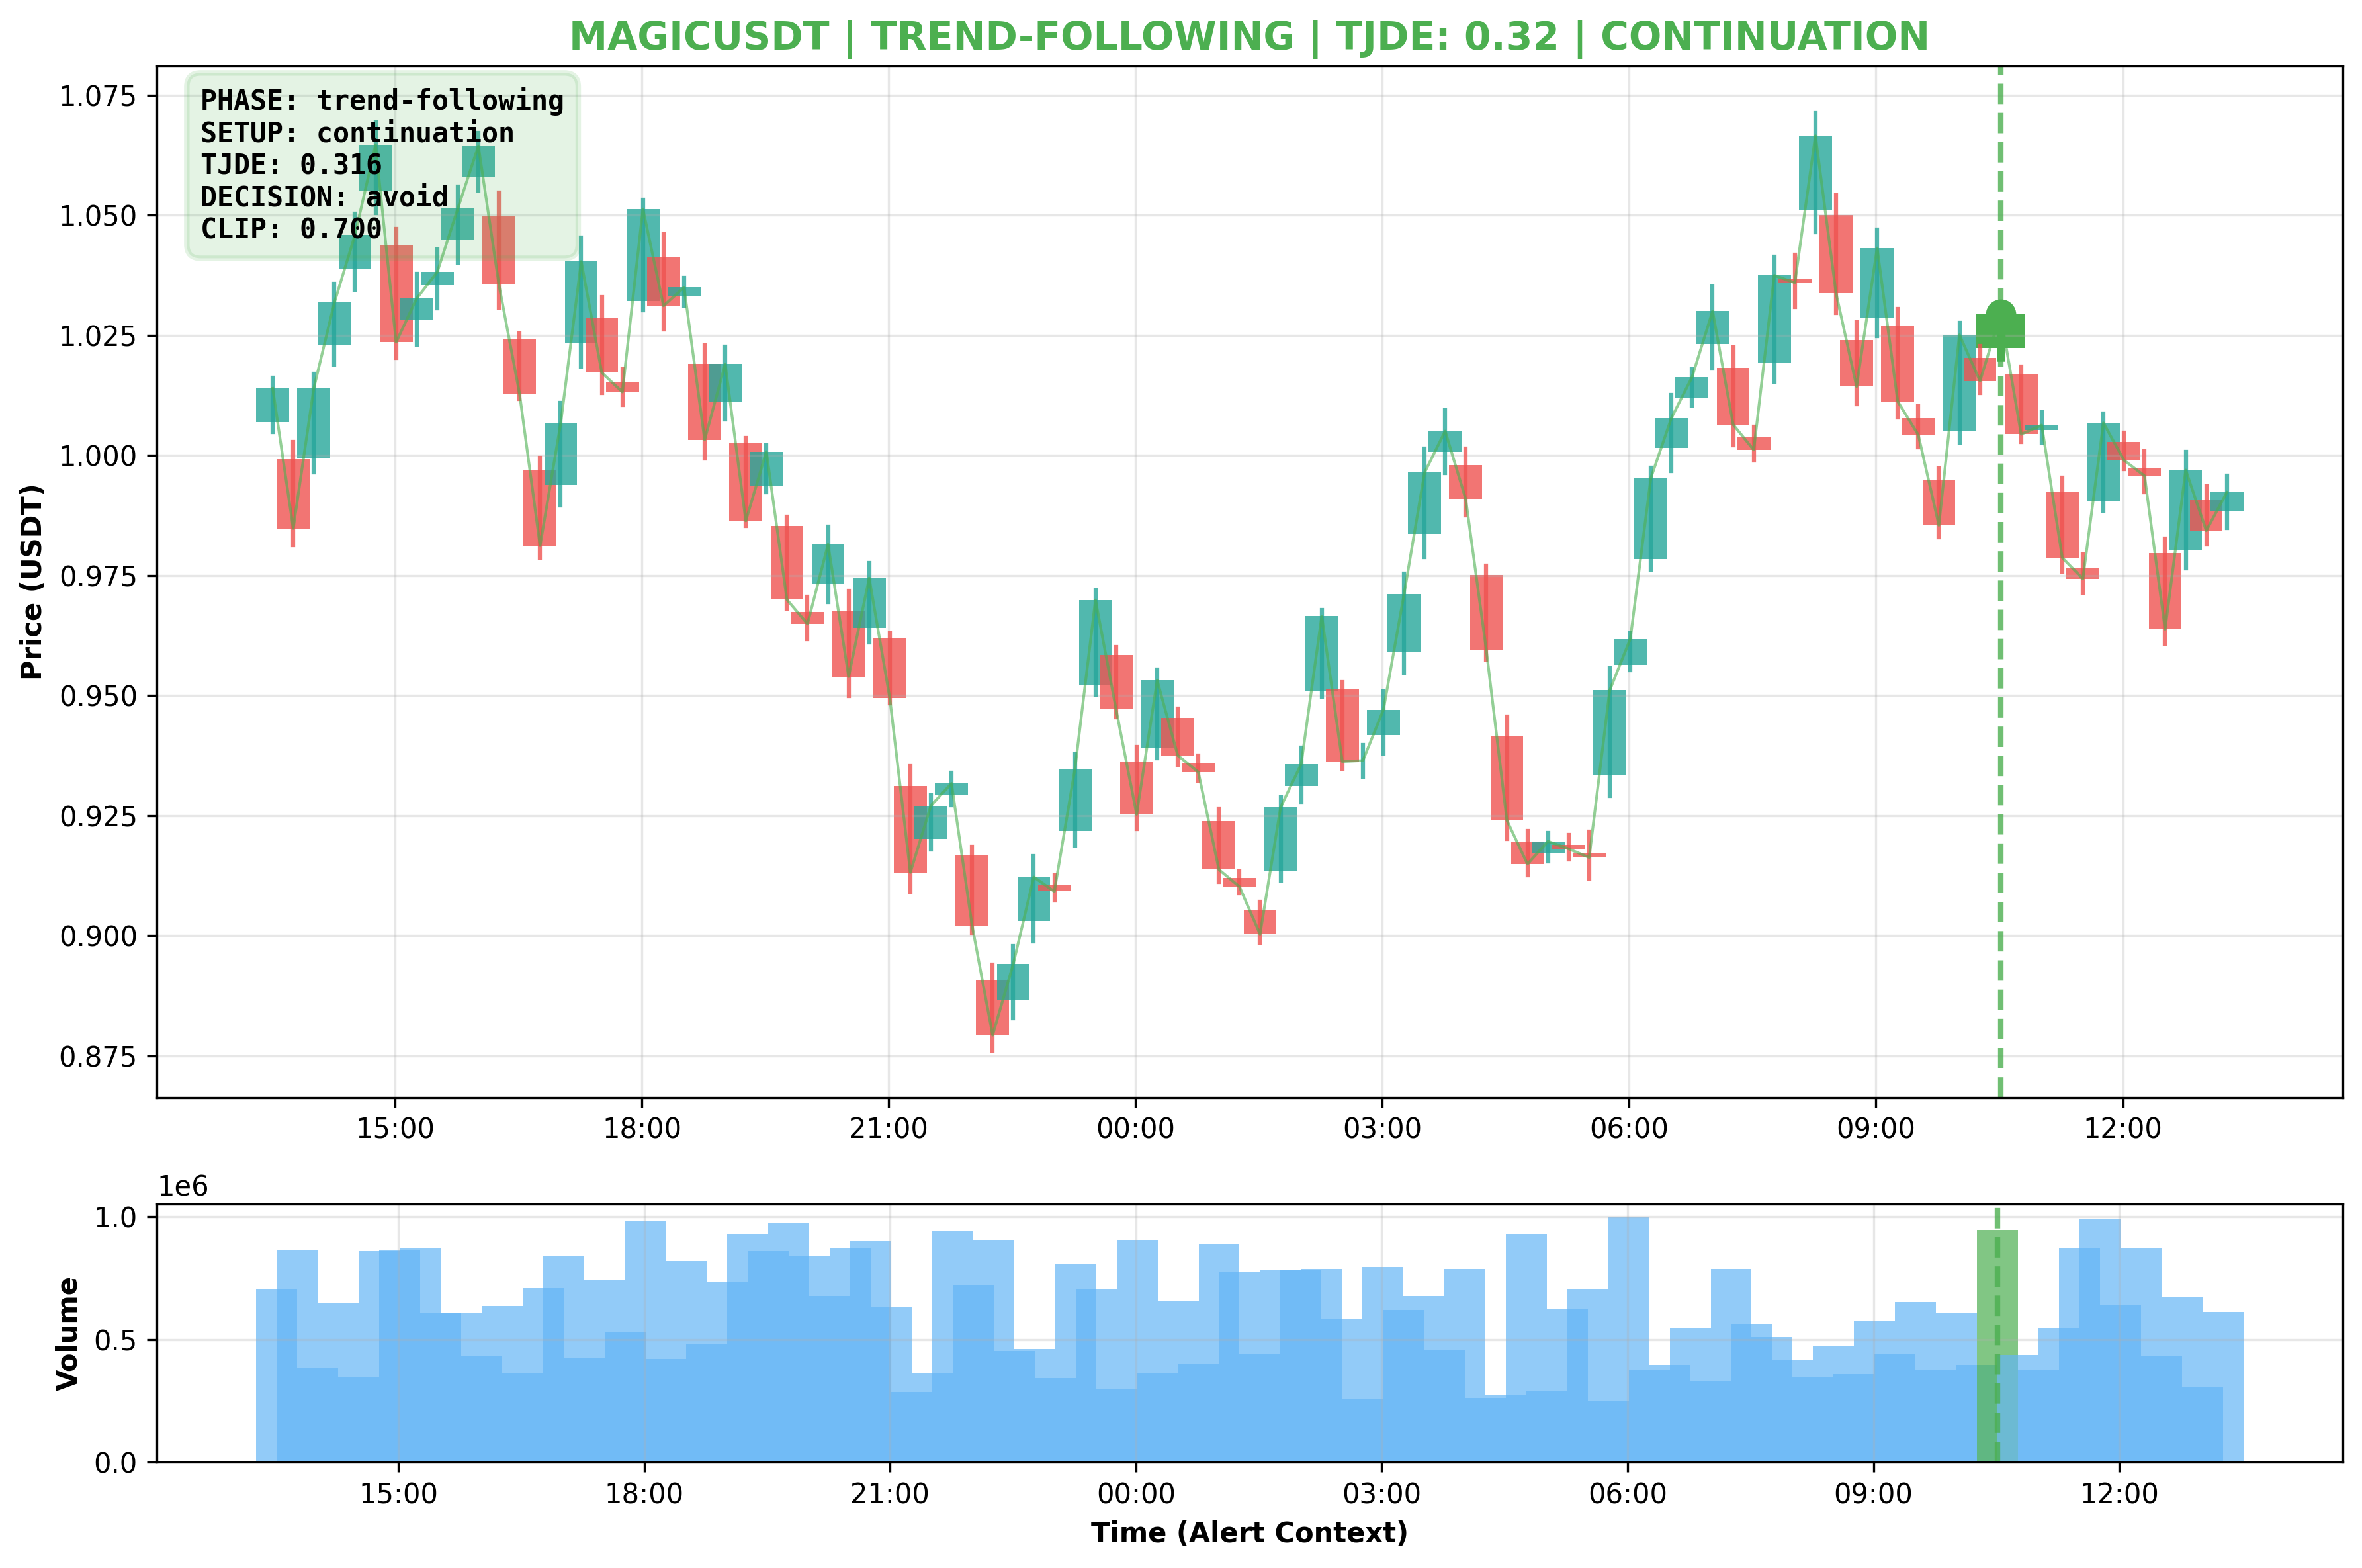 MAGICUSDT | TREND-FOLLOWING | TJDE: 0.32 | CONTINUATION
PHASE: trend-following
SETUP: continuation
TJDE: 0.316
DECISION: avoid
CLIP: 0.700
Price (USDT)
1.075
1.050
1.025
1.000
0.975
0.950
0.925
0.900
0.875
15:00 18:00 21:00 00:00 03:00 06:00 09:00 12:00
1e6
Volume
1.0
0.5
0.0
15:00 18:00 21:00 00:00 03:00 06:00 09:00 12:00
Time (Alert Context)